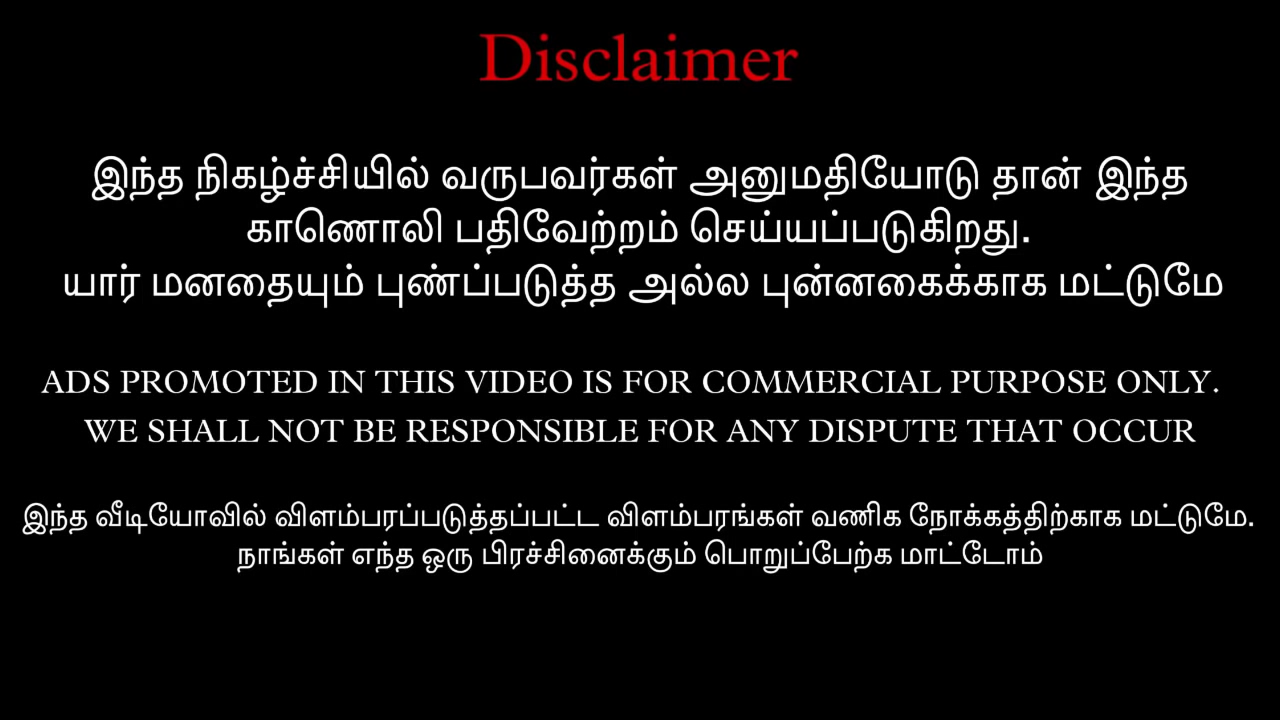 Disclaimer
இந்த நிகழ்ச்சியில் வருபவர்கள் அனுமதியோடு தான் இந்த
காணொலி பதிவேற்றம் செய்யப்படுகிறது.
யார் மனதையும் புண்ப்படுத்த அல்ல புன்னகைக்காக மட்டுமே
ADS PROMOTED IN THIS VIDEO IS FOR COMMERCIAL PURPOSE ONLY.
WE SHALL NOT BE RESPONSIBLE FOR ANY DISPUTE THAT OCCUR
இந்த வீடியோவில் விளம்பரப்படுத்தப்பட்ட விளம்பரங்கள் வணிக நோக்கத்திற்காக மட்டுமே.
நாங்கள் எந்த ஒரு பிரச்சினைக்கும் பொறுப்பேற்க மாட்டோம்